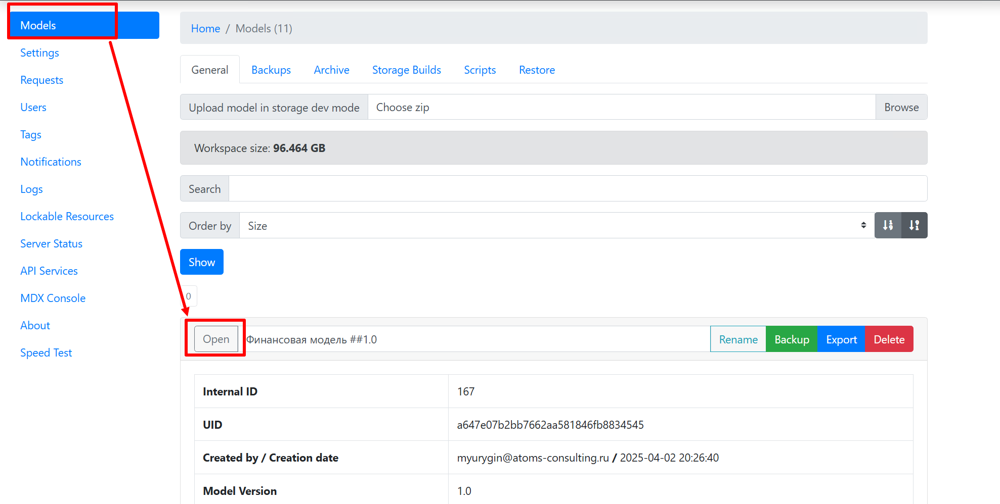 Models
Settings
Requests
Users
Tags
Notifications
Logs
Lockable Resources
Server Status
API Services
MDX Console
About
Speed Test
Home / Models (11)
General Backups Archive Storage Builds Scripts Restore
Upload model in storage dev mode Choose zip Browse
Workspace size: 96.464 GB
Search
Order by Size
Show
0
Open Финансовая модель ##1.0 Rename Backup Export Delete
Internal ID 167
UID a647e07b2bb7662aa581846fb8834545
Created by / Creation date myurygin@atoms-consulting.ru / 2025-04-02 20:26:40
Model Version 1.0